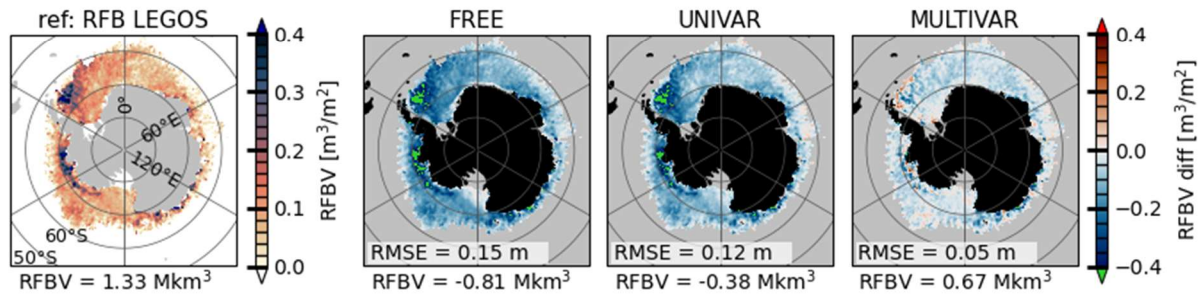 ref: RFB LEGOS
FREE
UNIVAR
MULTIVAR
0°
60°E
120°E
60°S
50°S
0.4
0.3
0.2
0.1
0.0
RFBV [m³/m²]
RMSE = 0.15 m
RMSE = 0.12 m
RMSE = 0.05 m
0.4
0.2
0.0
−0.2
−0.4
RFBV diff [m³/m²]
RFBV = 1.33 Mkm³
RFBV = -0.81 Mkm³
RFBV = -0.38 Mkm³
RFBV = 0.67 Mkm³